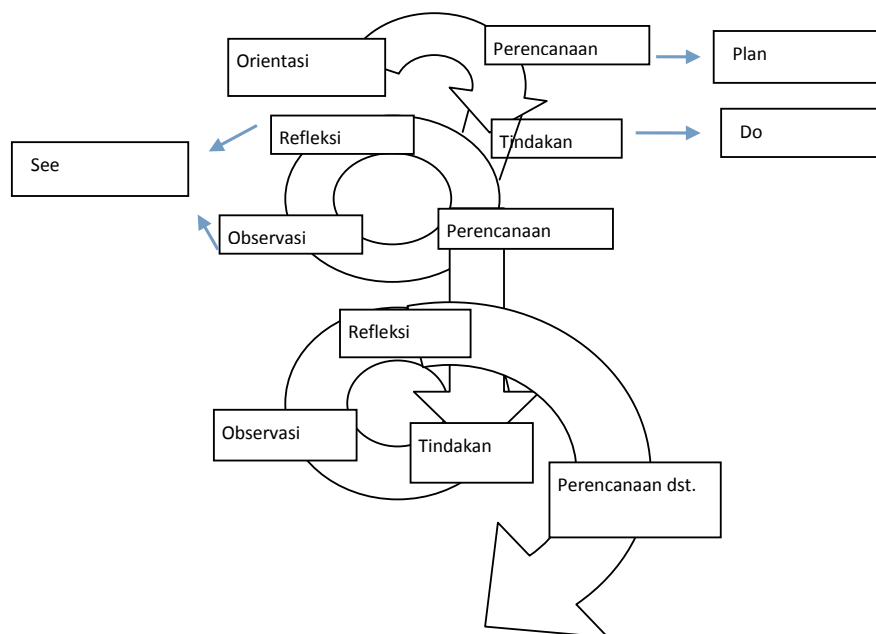 Orientasi
Perencanaan
Plan
Refleksi
Tindakan
Do
See
Observasi
Perencanaan
Refleksi
Observasi
Tindakan
Perencanaan dst.